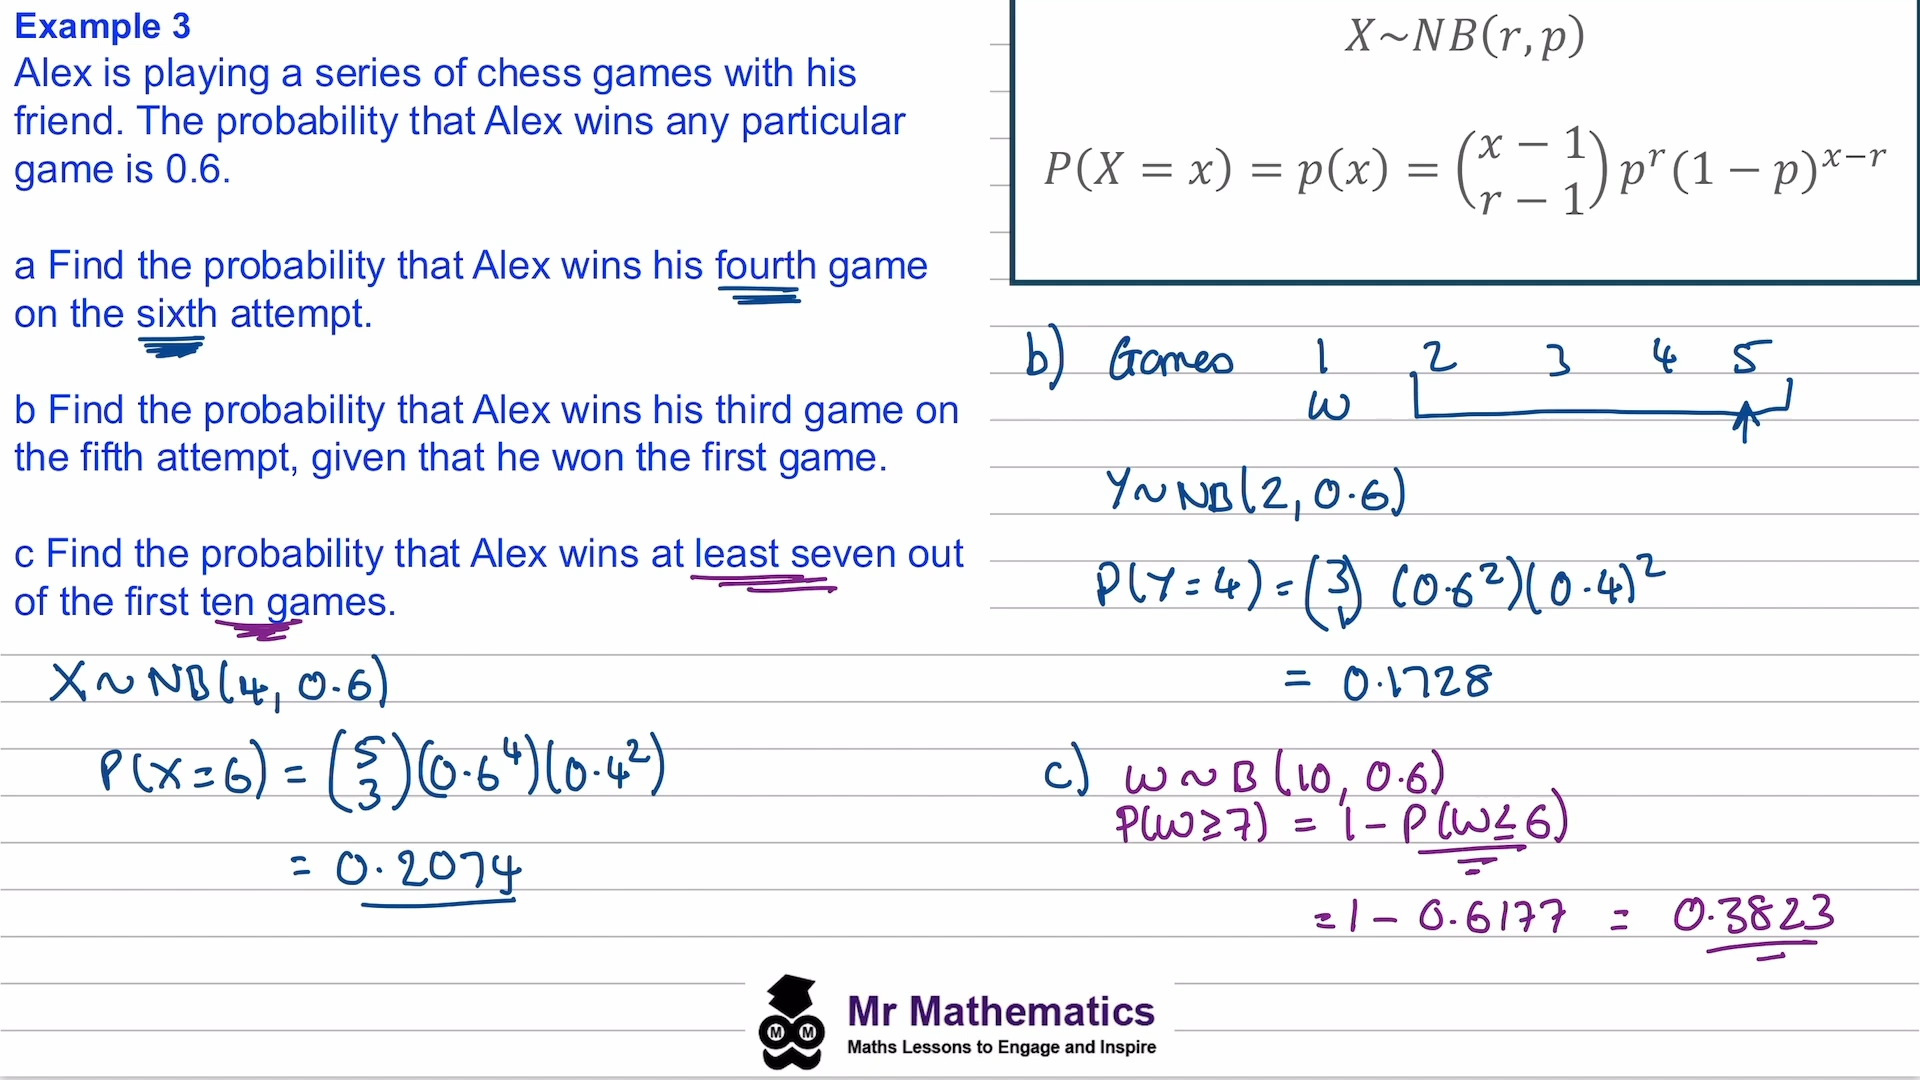 Example 3
Alex is playing a series of chess games with his
friend. The probability that Alex wins any particular
game is 0.6.
a Find the probability that Alex wins his fourth game
on the sixth attempt.
b Find the probability that Alex wins his third game on
the fifth attempt, given that he won the first game.
c Find the probability that Alex wins at least seven out
of the first ten games.
X ~ NB(4, 0.6)
P(X = 6) = (5 3)(0.6⁴)(0.4²)
= 0.2074
X~NB(r,p)
P(X = x) = p(x) = (x − 1 r − 1) pʳ(1 − p)ˣ⁻ʳ
b) Games 1 2 3 4 5
W
Y ~ NB(2, 0.6)
P(Y = 4) = (3 1) (0.6²)(0.4)²
= 0.1728
c) W ~ B(10, 0.6)
P(W ≥ 7) = 1 - P(W ≤ 6)
= 1 - 0.6177 = 0.3823
M M
Mr Mathematics
Maths Lessons to Engage and Inspire